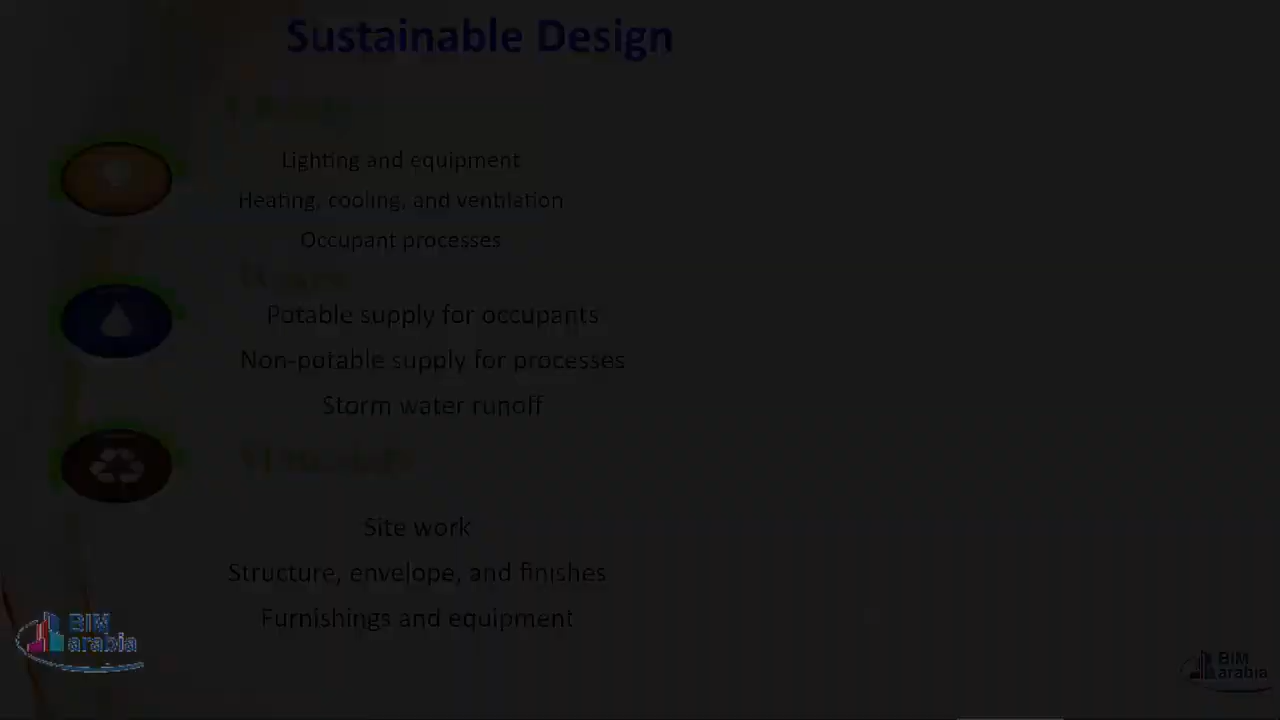 Sustainable Design
Lighting and equipment
Heating, cooling, and ventilation
Occupant processes
Potable supply for occupants
Non-potable supply for processes
Storm water runoff
Site work
Structure, envelope, and finishes
Furnishings and equipment
BIM
arabia
BIM
arabia